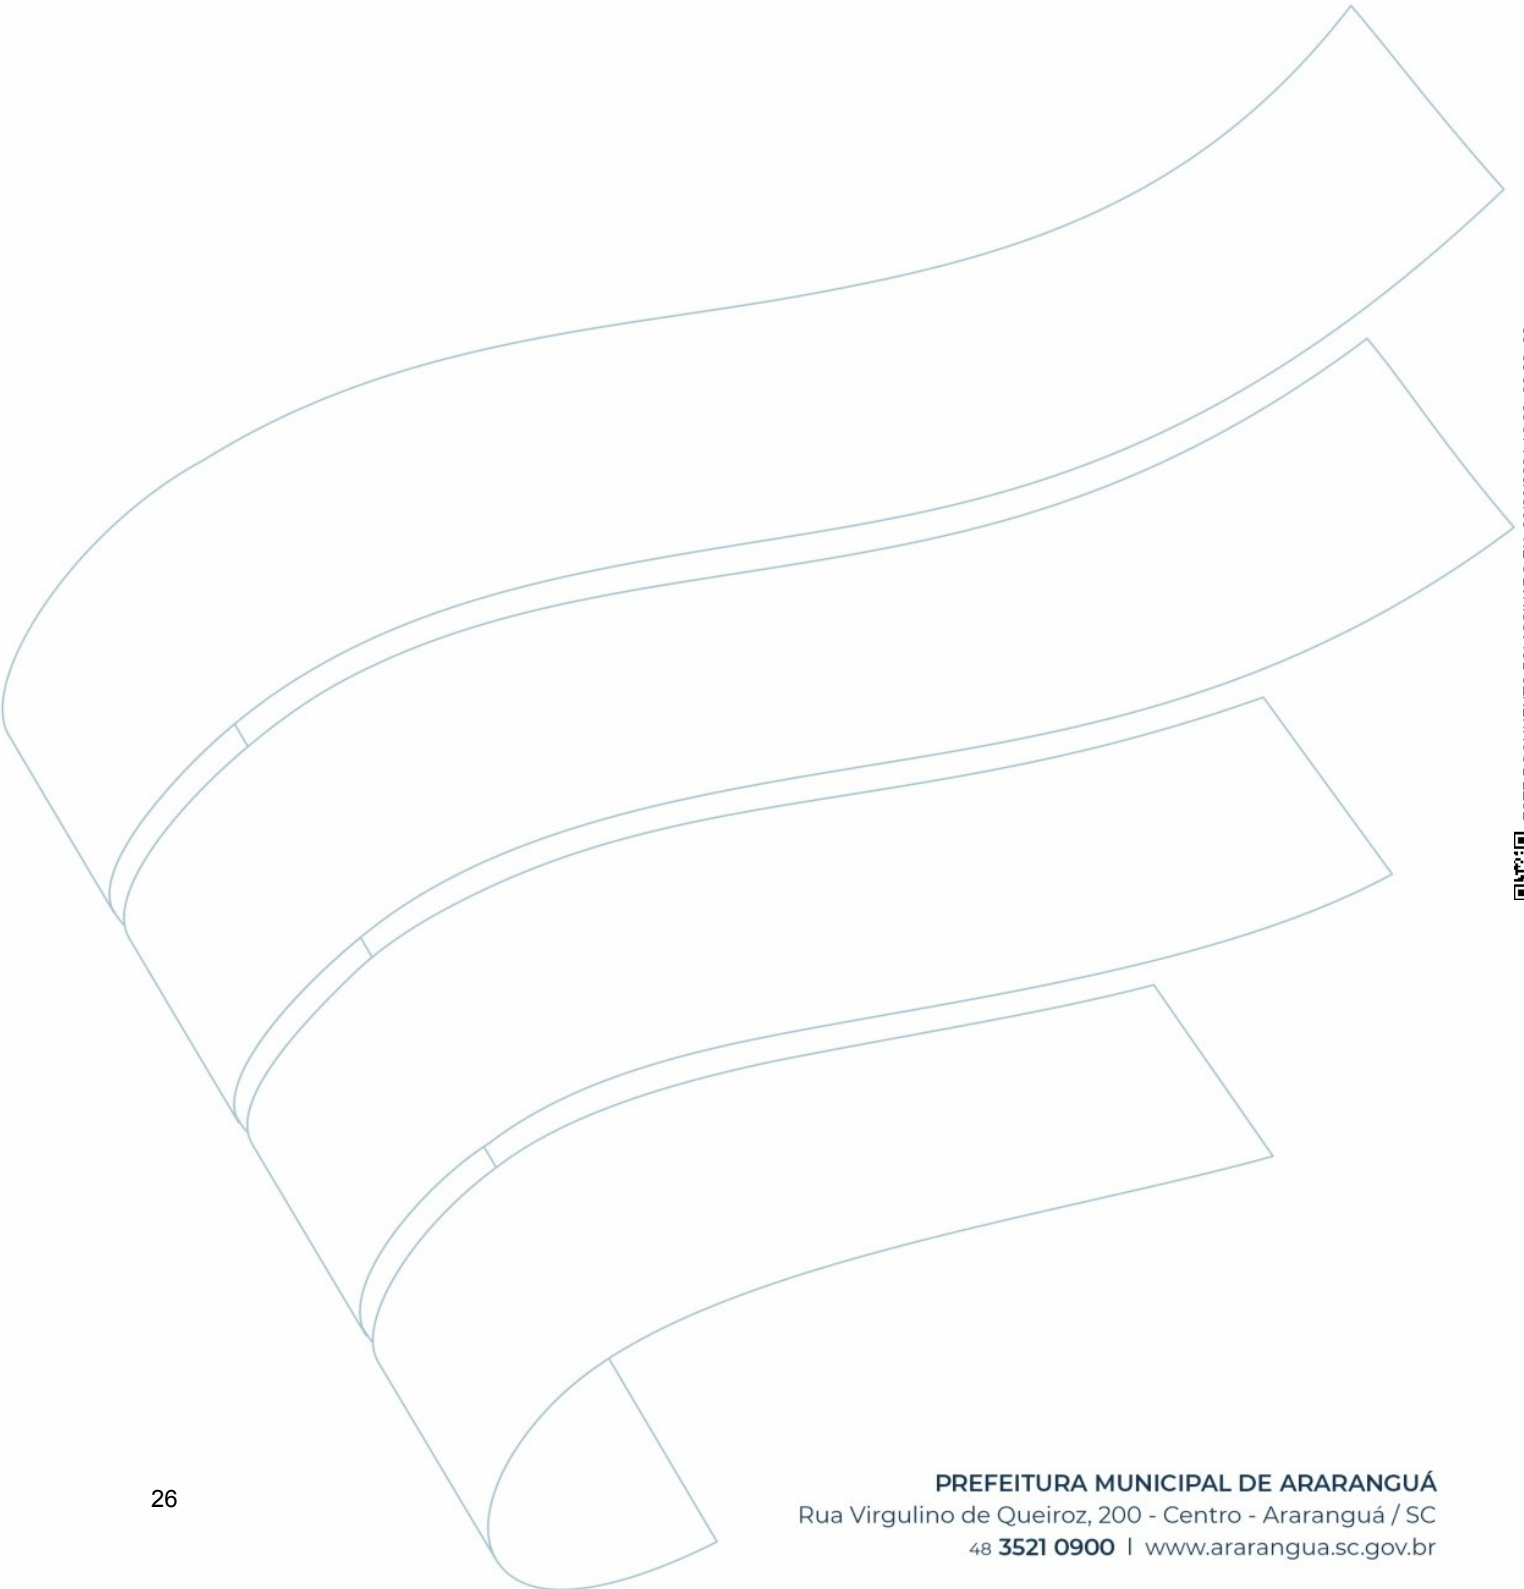 26
PREFEITURA MUNICIPAL DE ARARANGUÁ
Rua Virgulino de Queiroz, 200 - Centro - Araranguá / SC
48 3521 0900 | www.ararangua.sc.gov.br